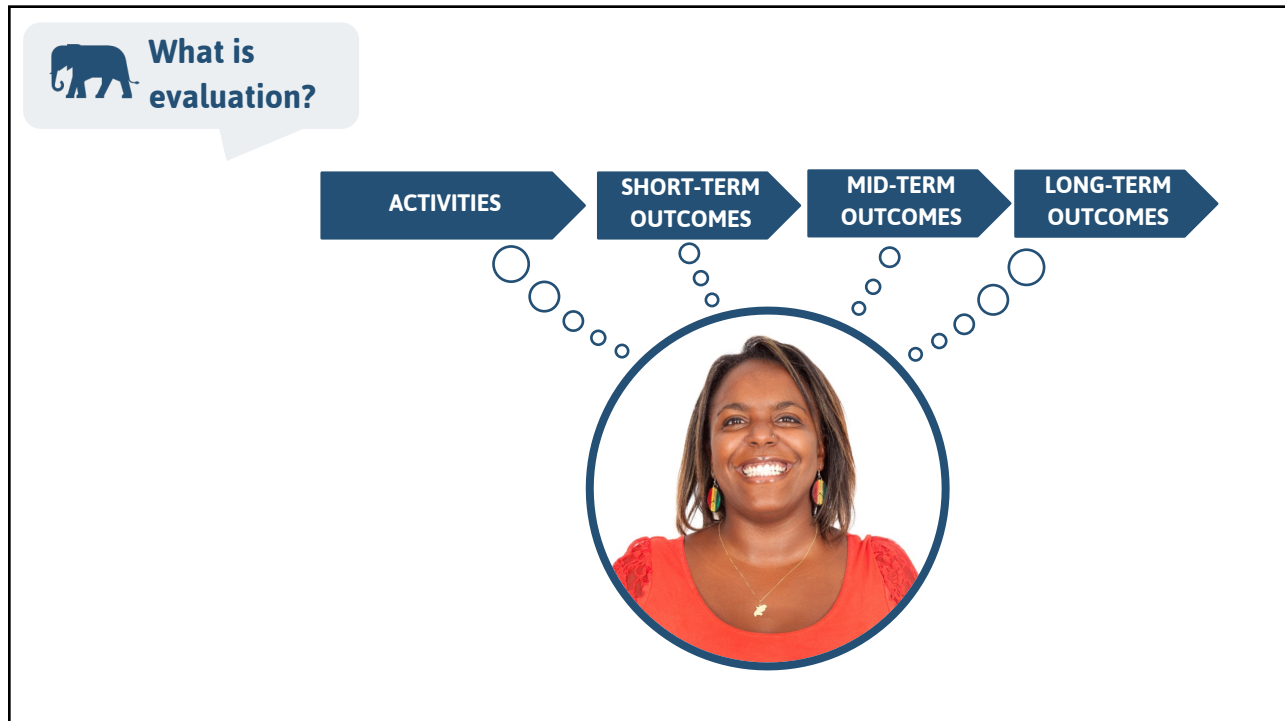 What is
evaluation?
ACTIVITIES
SHORT-TERM
OUTCOMES
MID-TERM
OUTCOMES
LONG-TERM
OUTCOMES